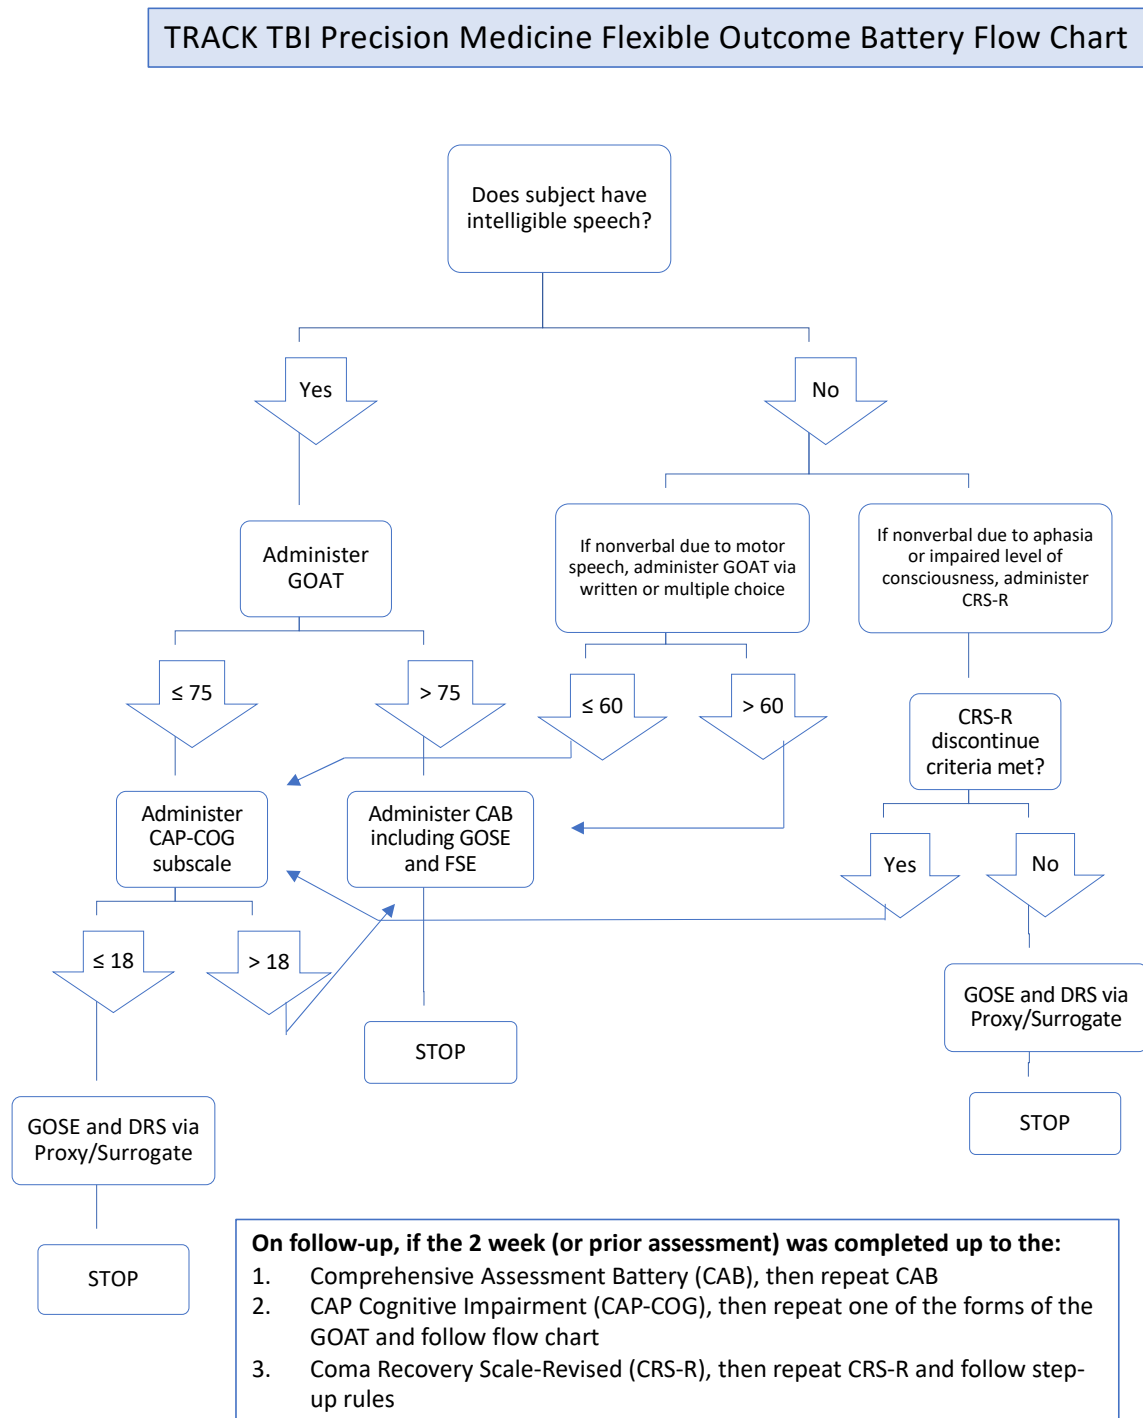 TRACK TBI Precision Medicine Flexible Outcome Battery Flow Chart
Does subject have
intelligible speech?
Yes
No
Administer
GOAT
If nonverbal due to motor
speech, administer GOAT via
written or multiple choice
If nonverbal due to aphasia
or impaired level of
consciousness, administer
CRS-R
≤ 75
> 75
≤ 60
> 60
CRS-R
discontinue
criteria met?
Administer
CAP-COG
subscale
Administer CAB
including GOSE
and FSE
Yes
No
≤ 18
> 18
GOSE and DRS via
Proxy/Surrogate
STOP
STOP
GOSE and DRS via
Proxy/Surrogate
STOP
On follow-up, if the 2 week (or prior assessment) was completed up to the:
1. Comprehensive Assessment Battery (CAB), then repeat CAB
2. CAP Cognitive Impairment (CAP-COG), then repeat one of the forms of the
GOAT and follow flow chart
3. Coma Recovery Scale-Revised (CRS-R), then repeat CRS-R and follow step-
up rules